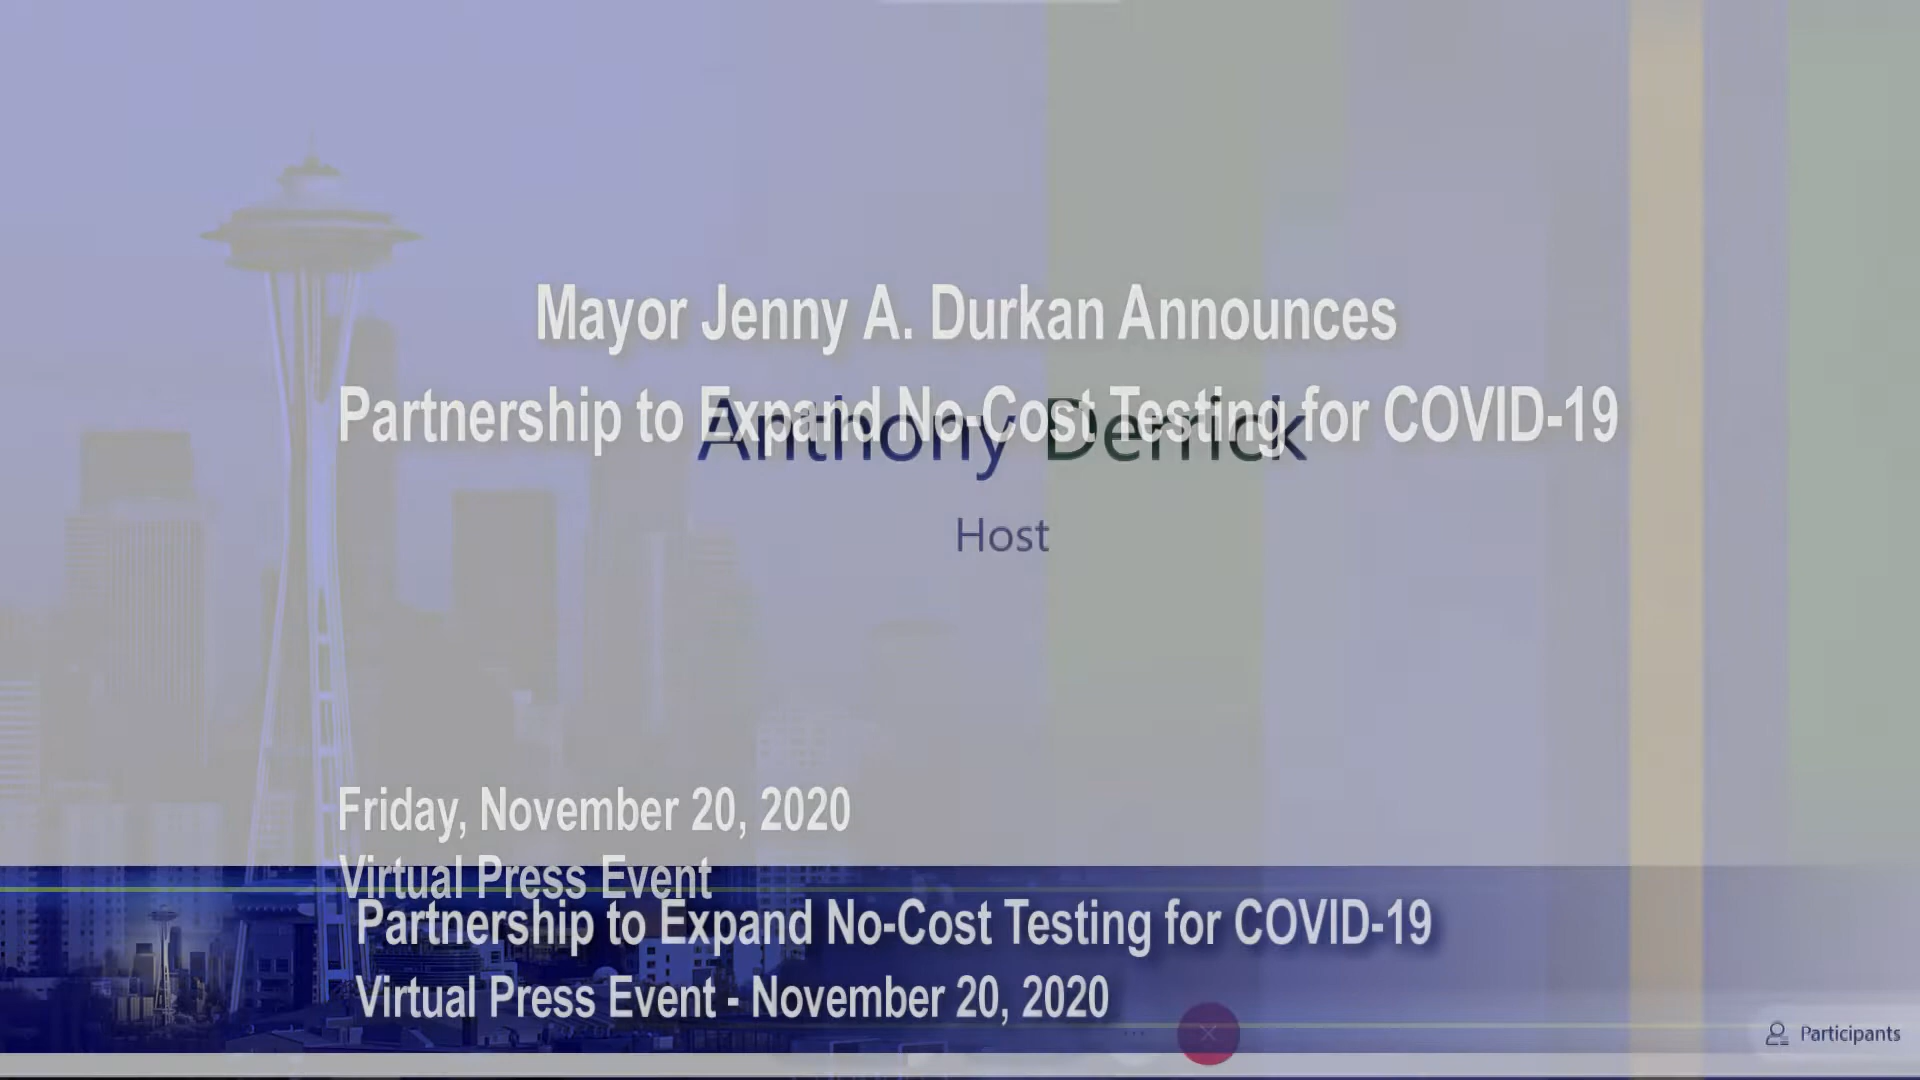 Mayor Jenny A. Durkan Announces
Partnership to Expand No-Cost Testing for COVID-19
Anthony Derrick
Host
Friday, November 20, 2020
Virtual Press Event
Partnership to Expand No-Cost Testing for COVID-19
Virtual Press Event - November 20, 2020
Participants